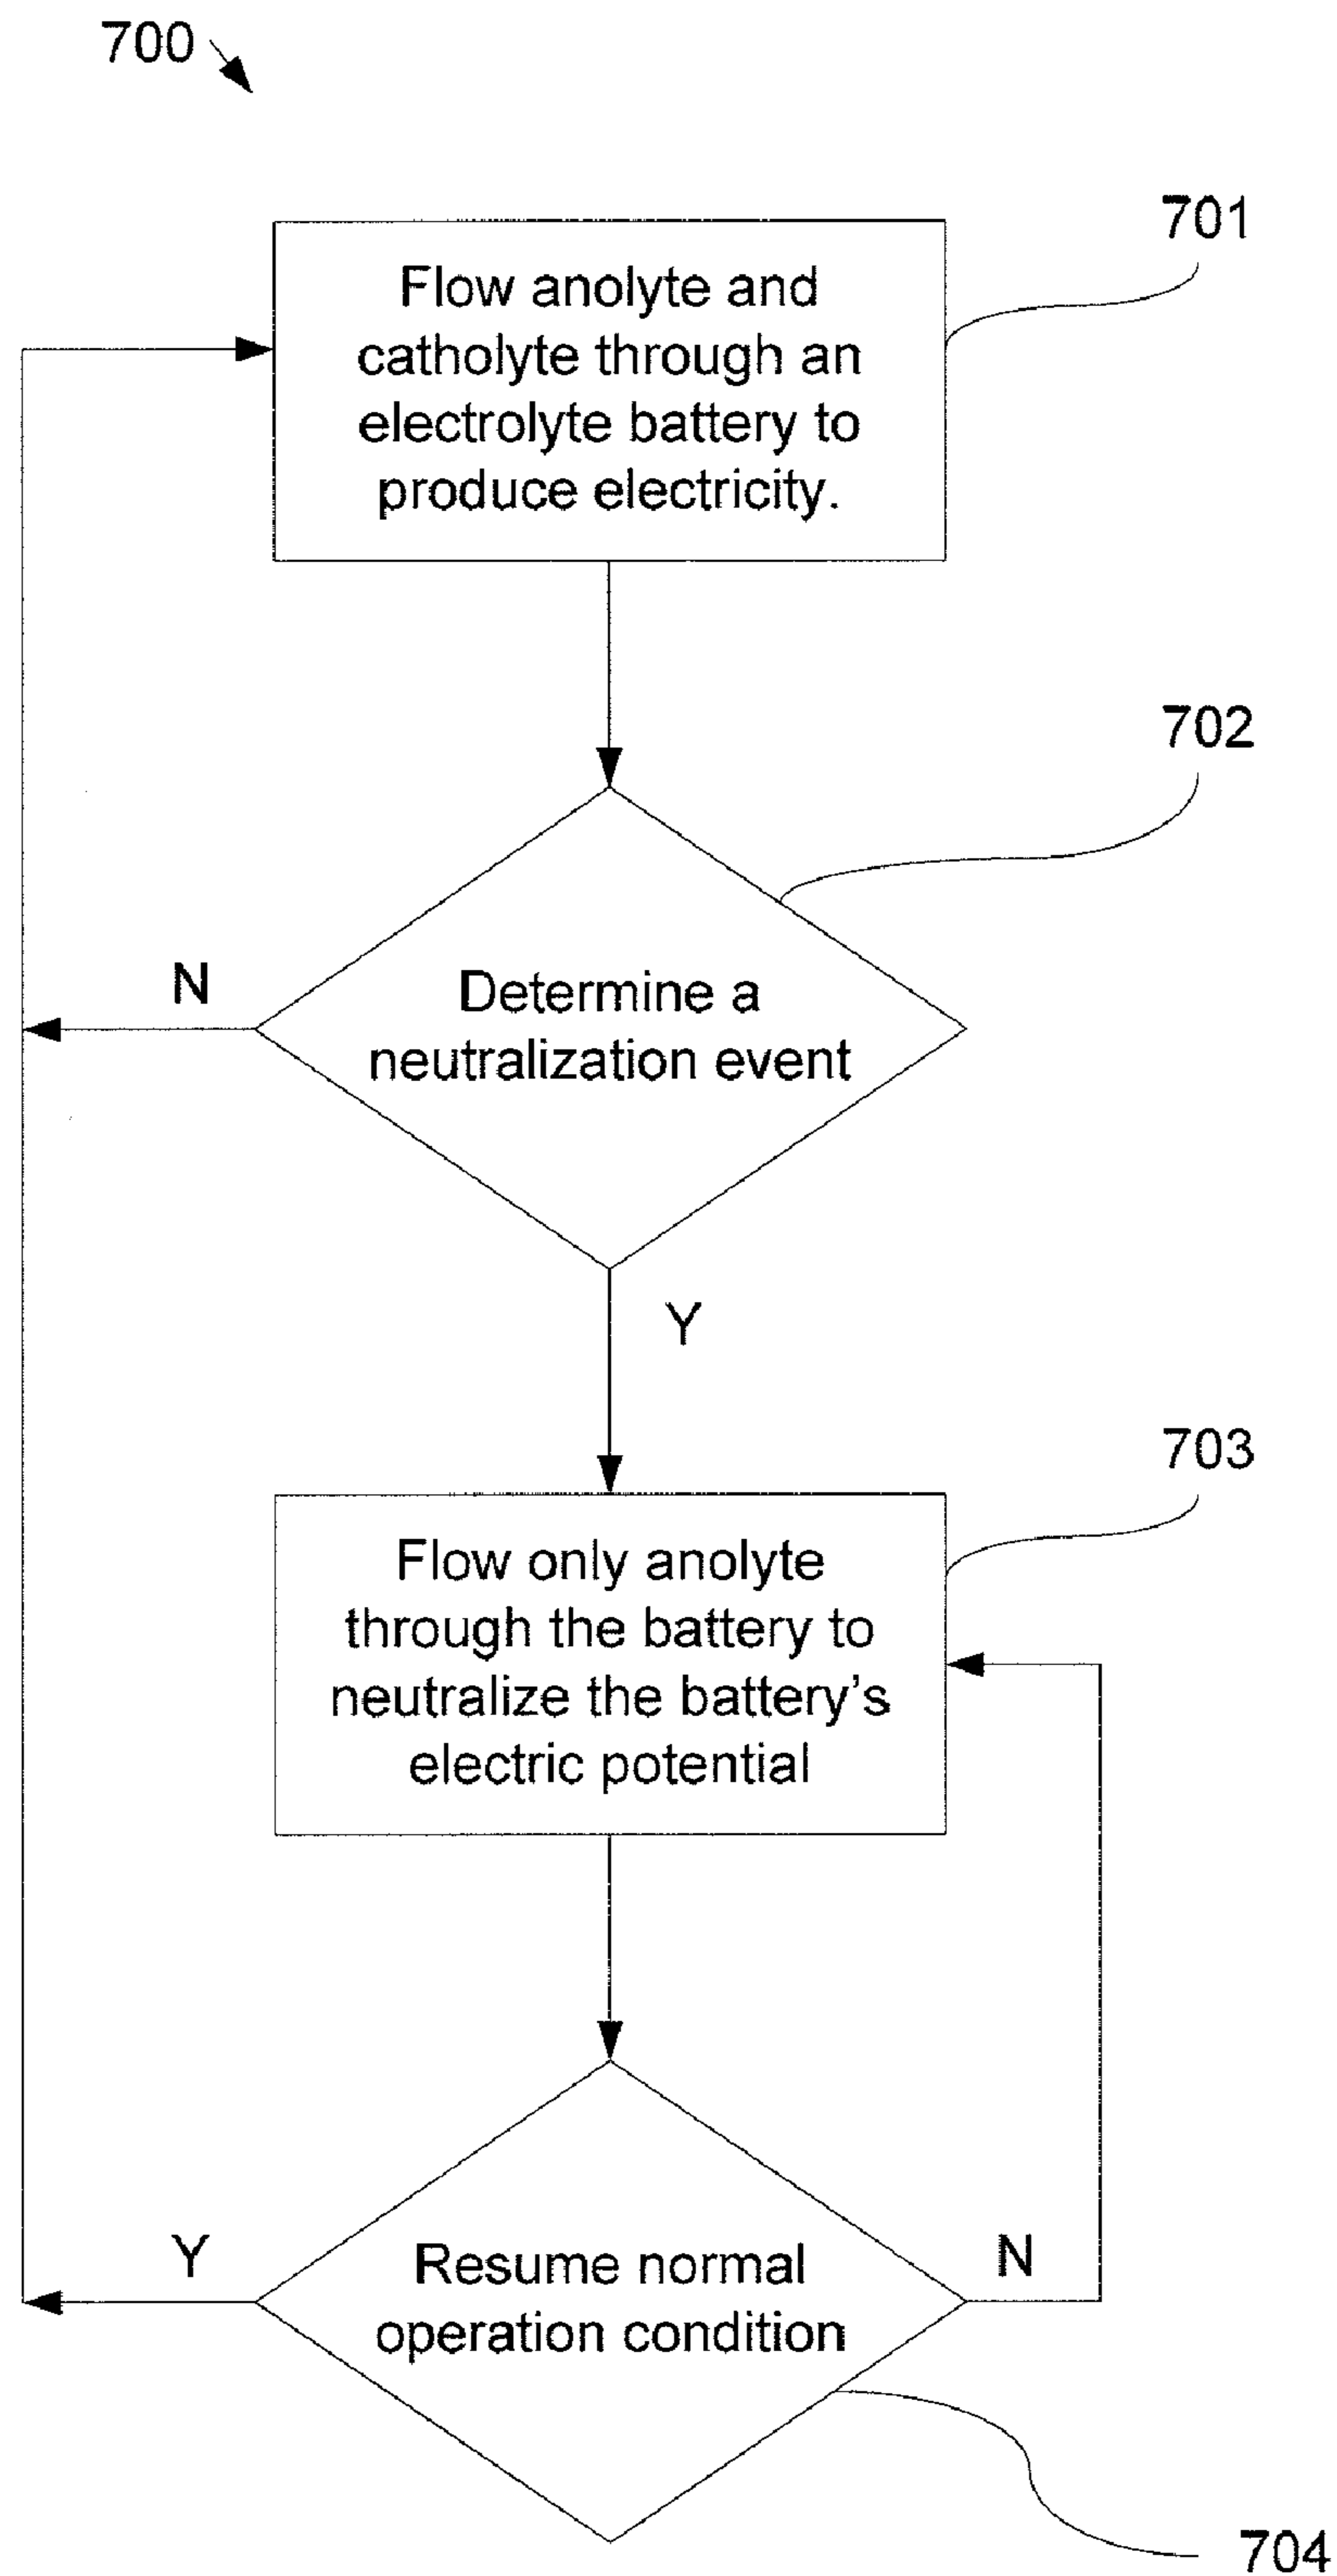 700
701
Flow anolyte and
catholyte through an
electrolyte battery to
produce electricity.
702
N
Determine a
neutralization event
Y
703
Flow only anolyte
through the battery to
neutralize the battery's
electric potential
Y
Resume normal
operation condition
N
704